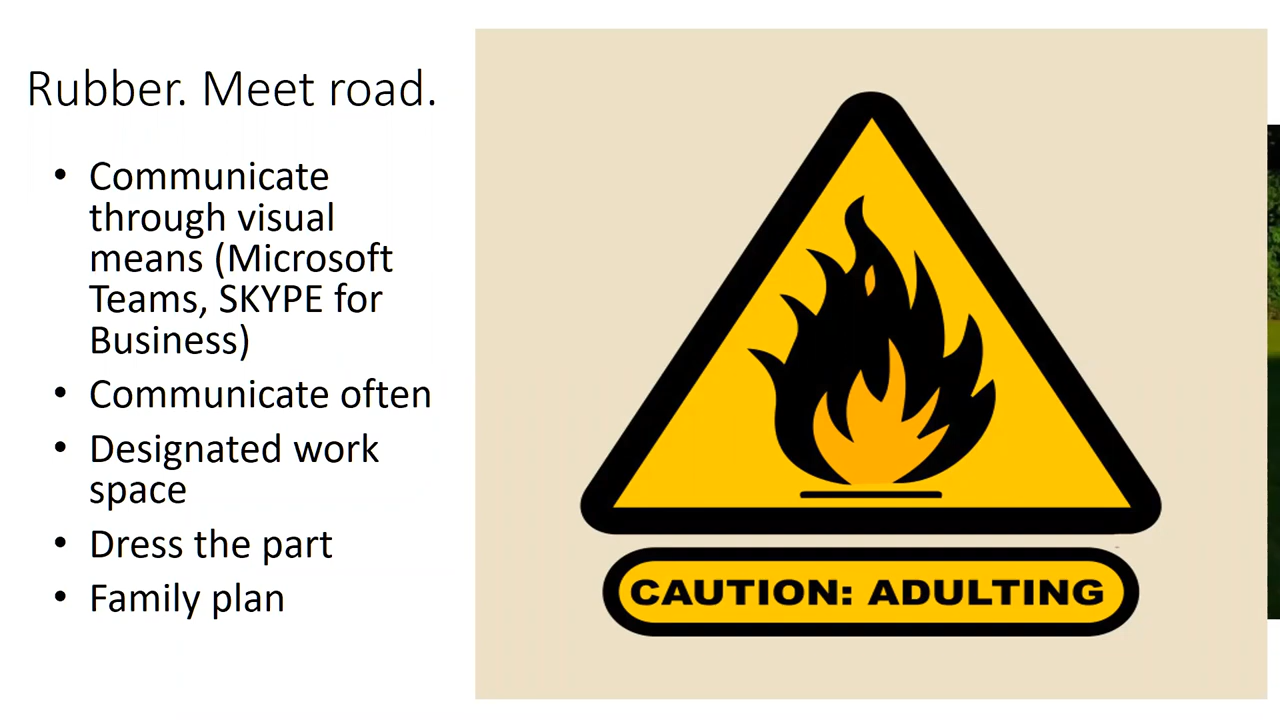 Rubber. Meet road.
• Communicate
through visual
means (Microsoft
Teams, SKYPE for
Business)
• Communicate often
• Designated work
space
• Dress the part
• Family plan
CAUTION: ADULTING